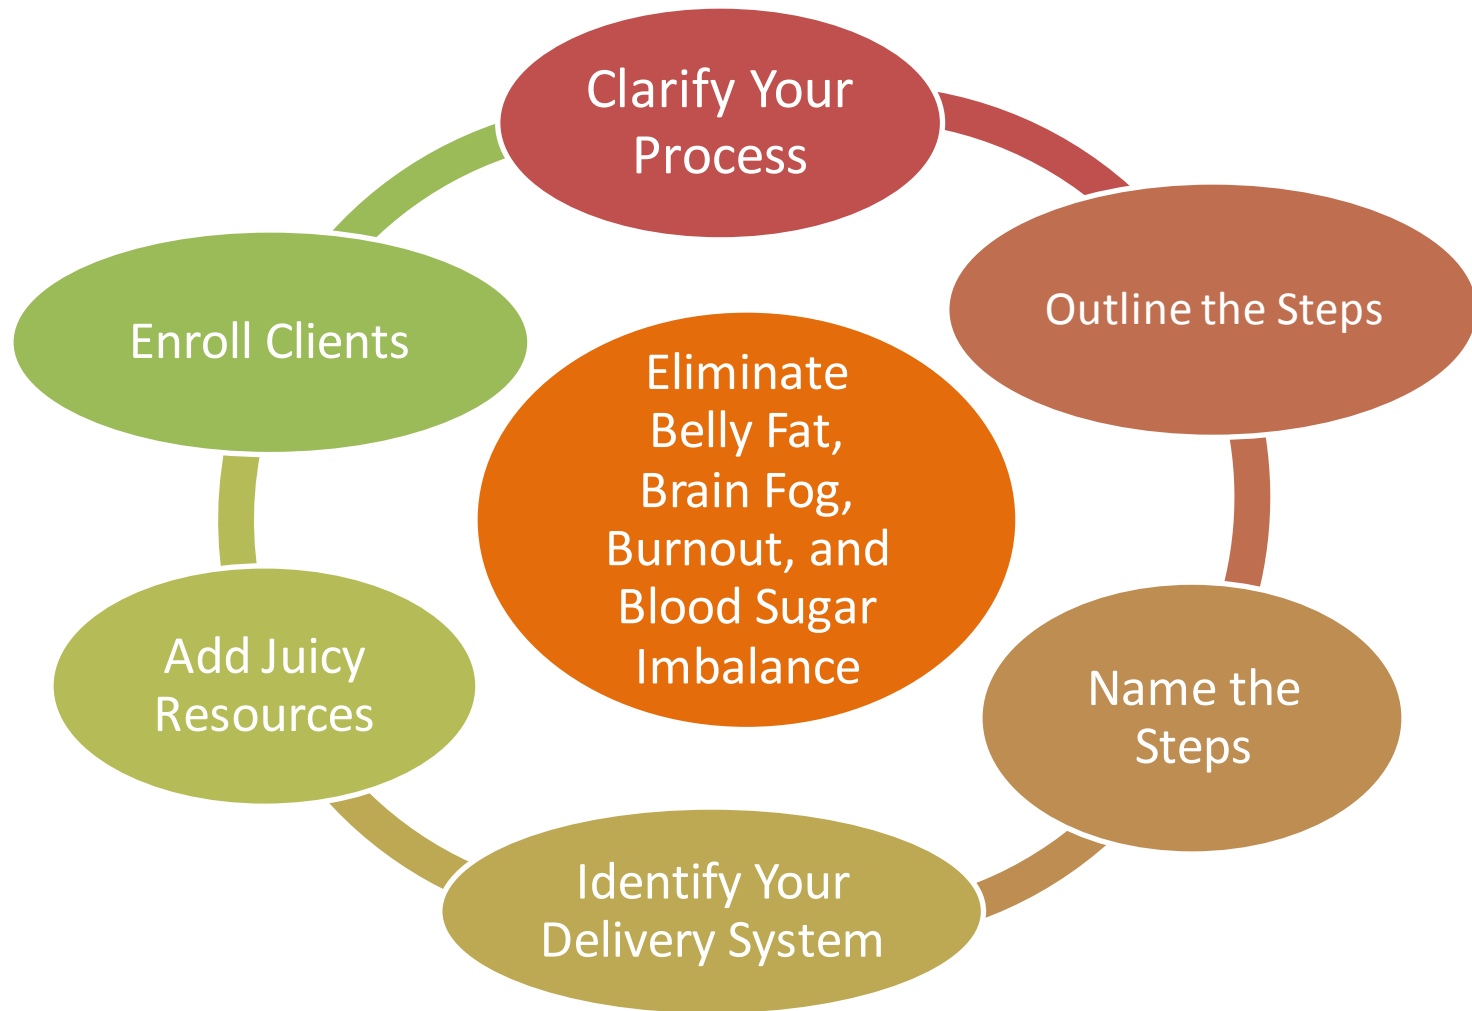 Clarify Your
Process
Outline the Steps
Name the
Steps
Identify Your
Delivery System
Add Juicy
Resources
Enroll Clients
Eliminate
Belly Fat,
Brain Fog,
Burnout, and
Blood Sugar
Imbalance